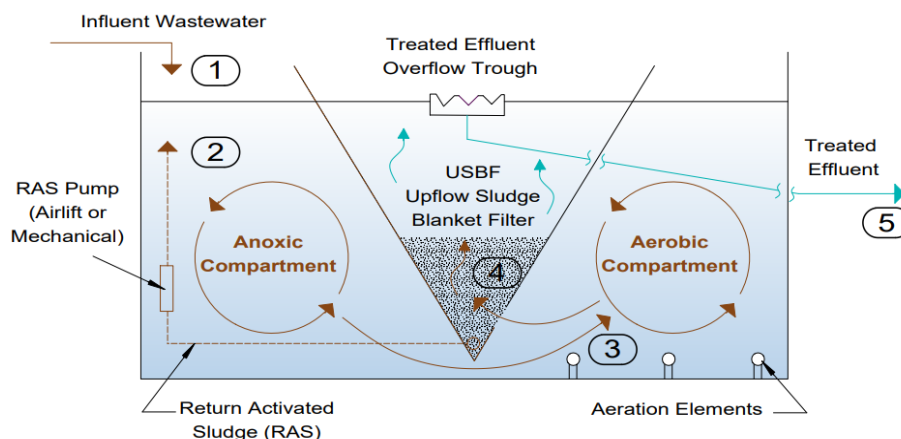 Influent Wastewater
1
Treated Effluent
Overflow Trough
2
USBF
Upflow Sludge
Blanket Filter
Treated
Effluent
RAS Pump
(Airlift or
Mechanical)
Anoxic
Compartment
4
Aerobic
Compartment
5
3
Return Activated
Sludge (RAS)
Aeration Elements